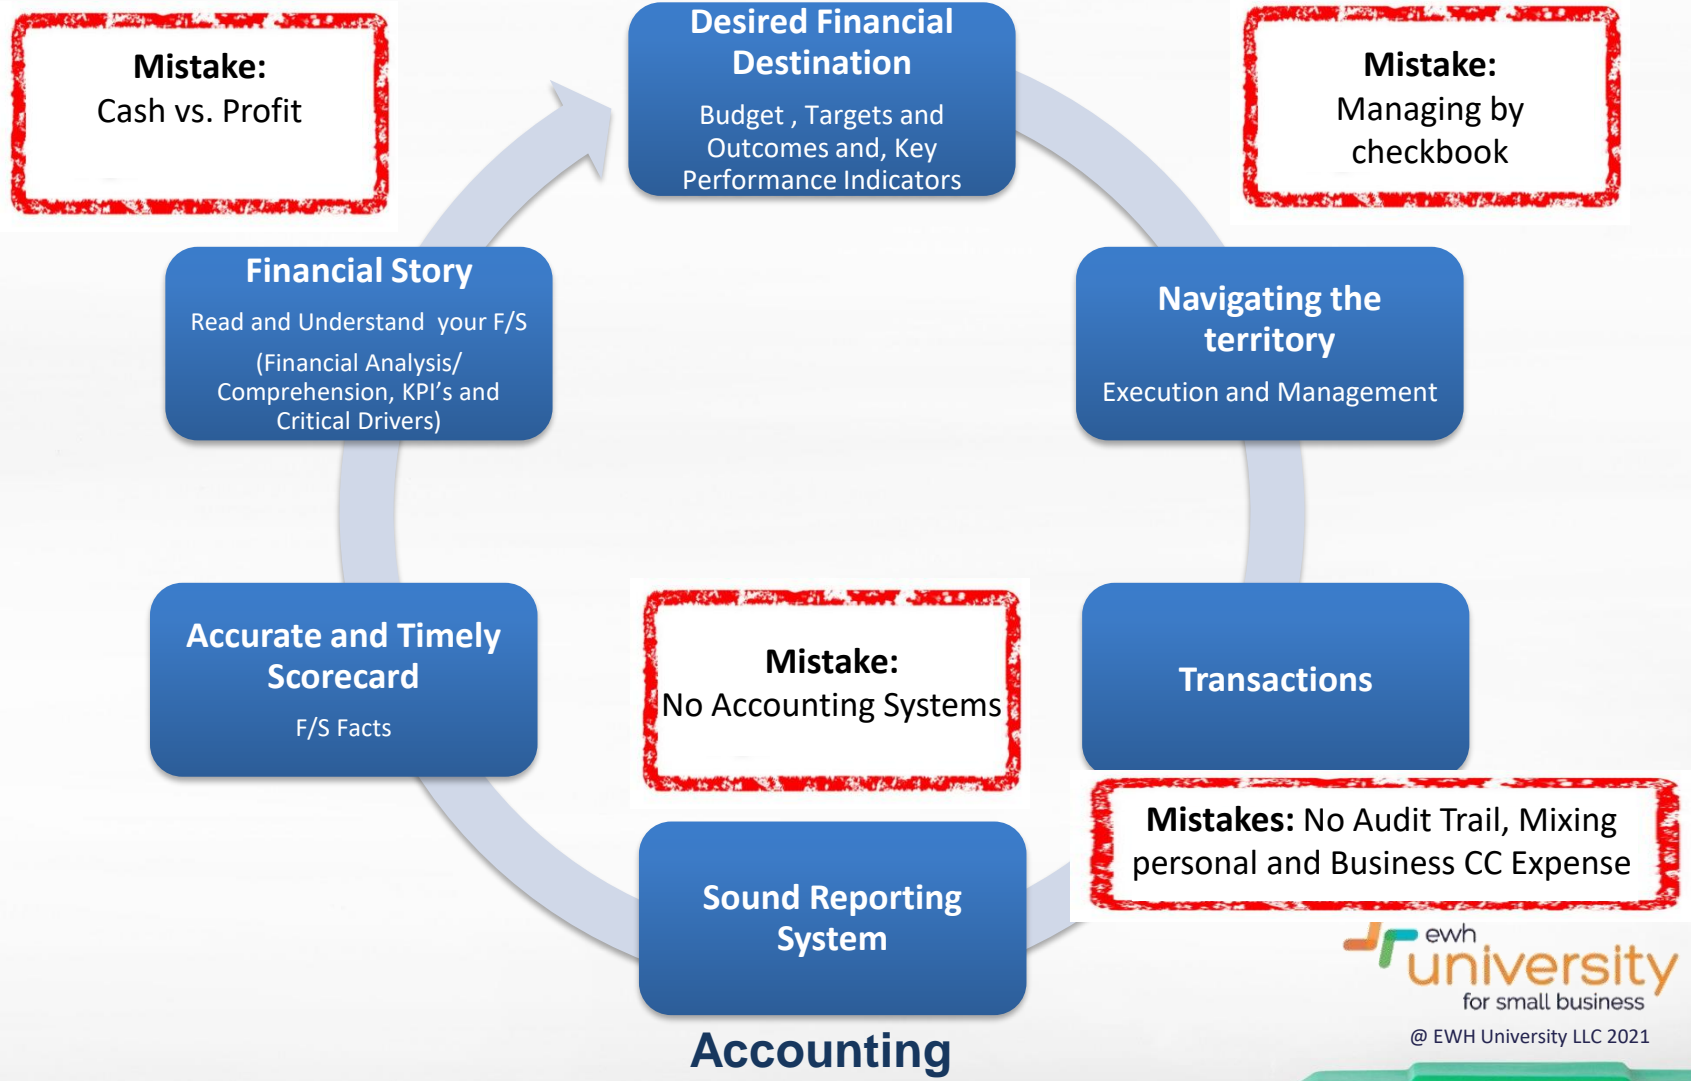 Mistake:
Cash vs. Profit
Desired Financial
Destination
Budget , Targets and
Outcomes and, Key
Performance Indicators
Mistake:
Managing by
checkbook
Financial Story
Read and Understand  your F/S
(Financial Analysis/
Comprehension, KPI’s and
Critical Drivers)
Navigating the
territory
Execution and Management
Accurate and Timely
Scorecard
F/S Facts
Mistake:
No Accounting Systems
Transactions
Mistakes: No Audit Trail, Mixing
personal and Business CC Expense
Sound Reporting
System
Accounting
ewh
university
for small business
@ EWH University LLC 2021